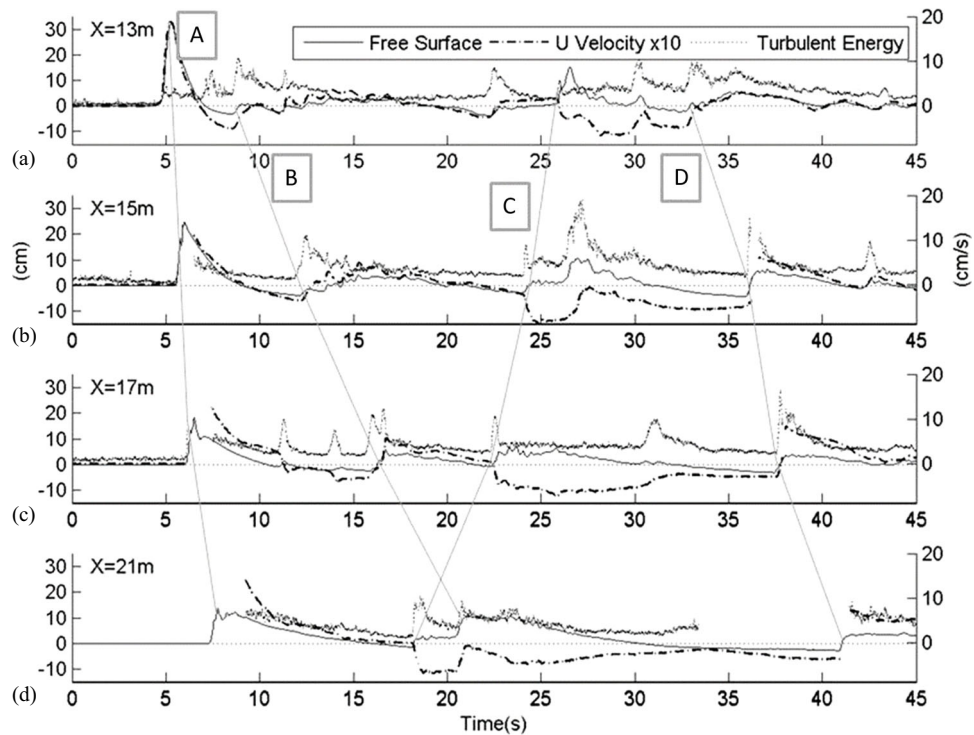 30 X=13m A Free Surface U Velocity x10 Turbulent Energy 20
20
10 10
0 0
-10
(a) 0 5 10 15 20 25 30 35 40 45
B C D
30 X=15m 20
20
10 10
0 0
-10
(cm) (cm/s)
(b) 0 5 10 15 20 25 30 35 40 45
30 X=17m 20
20
10 10
0 0
-10
(c) 0 5 10 15 20 25 30 35 40 45
30 X=21m 20
20
10 10
0 0
-10
(d) 0 5 10 15 20 25 30 35 40 45
Time(s)